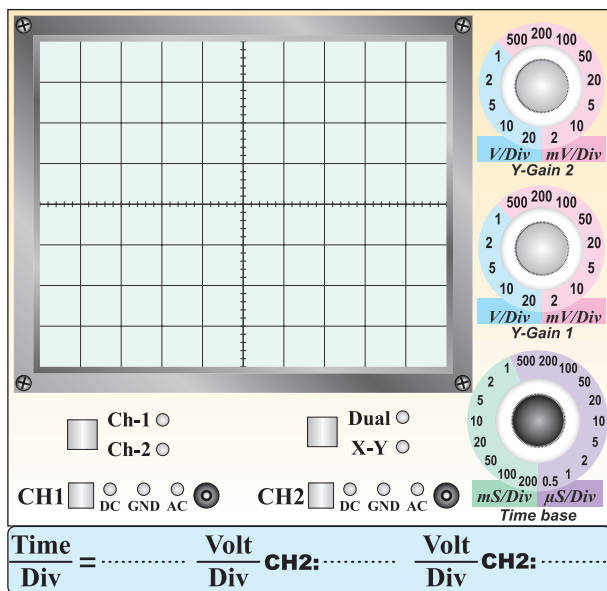 500 200 100
1 50
2 20
5 10
10 5
20 2
V/Div mV/Div
Y-Gain 2
500 200 100
1 50
2 20
5 10
10 5
20 2
V/Div mV/Div
Y-Gain 1
1 500 200 100
2 50
5 20
10 10
20 5
50 2
100 200 0.5 1
mS/Div µS/Div
Time base
Ch-1
Ch-2
Dual
X-Y
CH1 DC GND AC
CH2 DC GND AC
Time/Div = ............ Volt/Div CH2: ............ Volt/Div CH2: ............